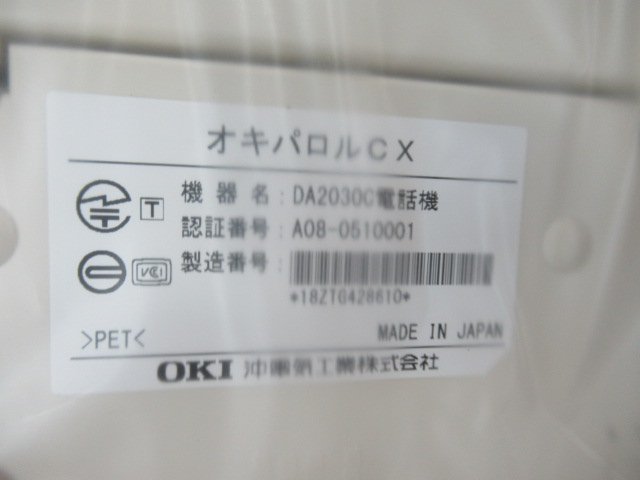 オキパロルCX
T
機器名：DA2030C電話機
認証番号：A08-0510001
VCI
製造番号：
*18ZTG428610*
>PET<
MADE IN JAPAN
OKI 沖電気工業株式会社